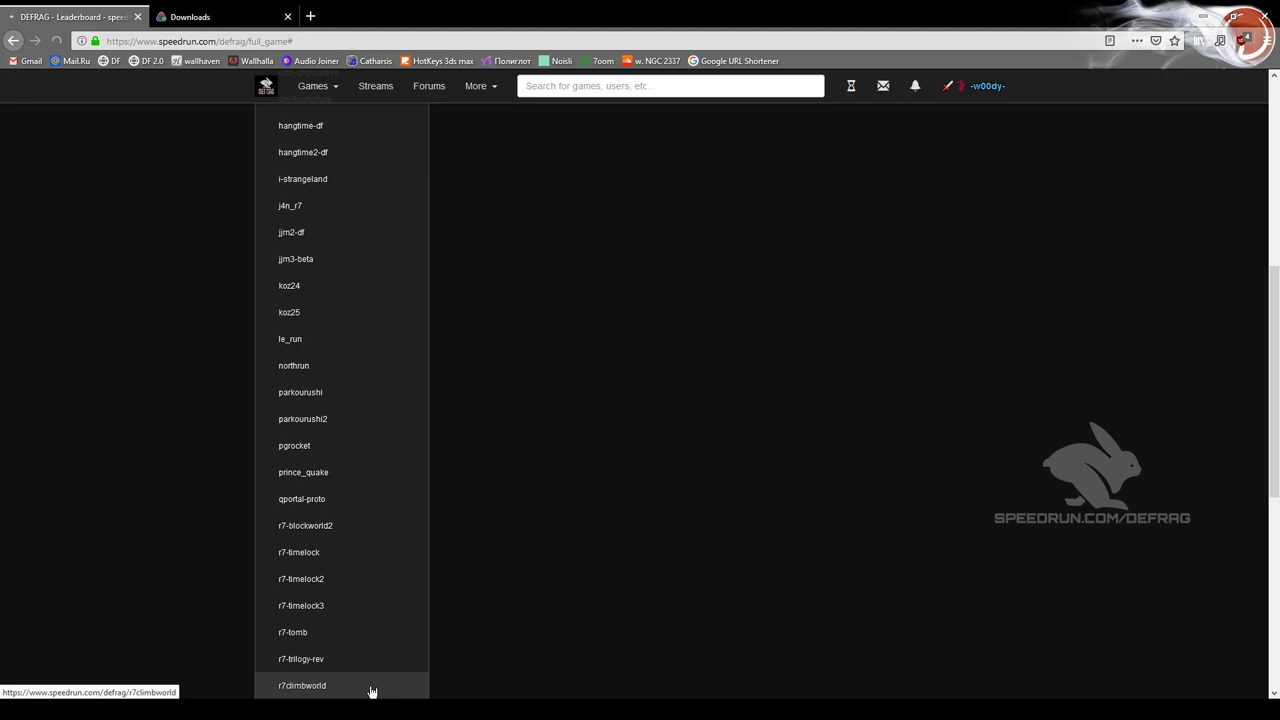 DEFRAG - Leaderboard - speed
Downloads
https://www.speedrun.com/defrag/full_game#
4
Gmail
Mail.Ru
DF
DF 2.0
wallhaven
Wallhalla
Audio Joiner
Catharsis
HotKeys 3ds max
Полиглот
Noisli
7oom
w. NGC 2337
Google URL Shortener
DEFRAG
Games
Streams
Forums
More
Search for games, users, etc...
-w00dy-
hangtime-df
hangtime2-df
i-strangeland
j4n_r7
jjm2-df
jjm3-beta
koz24
koz25
le_run
northrun
parkourushi
parkourushi2
pgrocket
prince_quake
qportal-proto
r7-blockworld2
r7-timelock
r7-timelock2
r7-timelock3
r7-tomb
r7-trilogy-rev
r7climbworld
SPEEDRUN.COM/DEFRAG
https://www.speedrun.com/defrag/r7climbworld